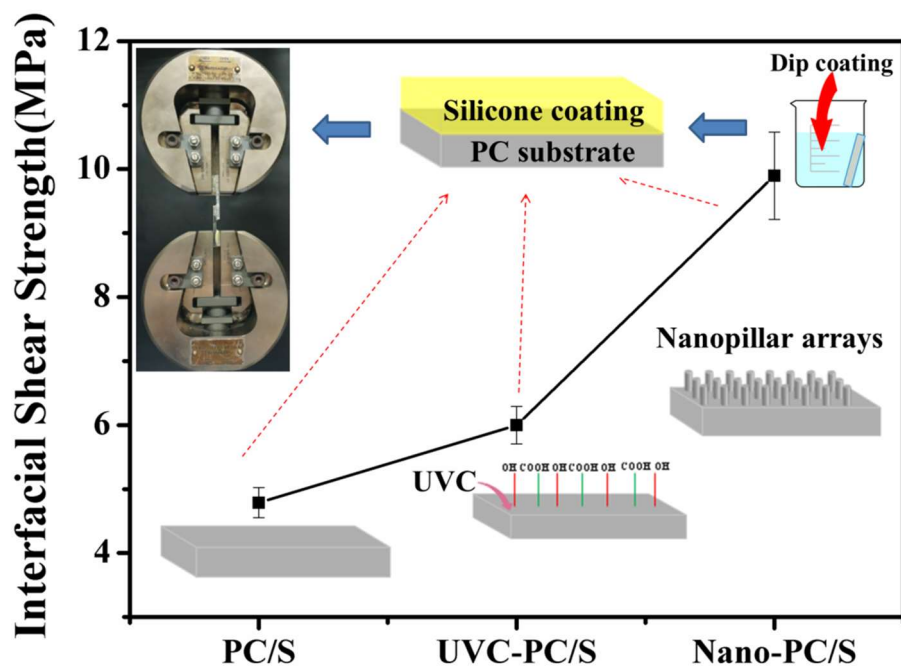 Interfacial Shear Strength(MPa)
12
10
8
6
4
Dip coating
Silicone coating
PC substrate
Nanopillar arrays
UVC
OH COOH OH COOH OH COOH OH
PC/S
UVC-PC/S
Nano-PC/S